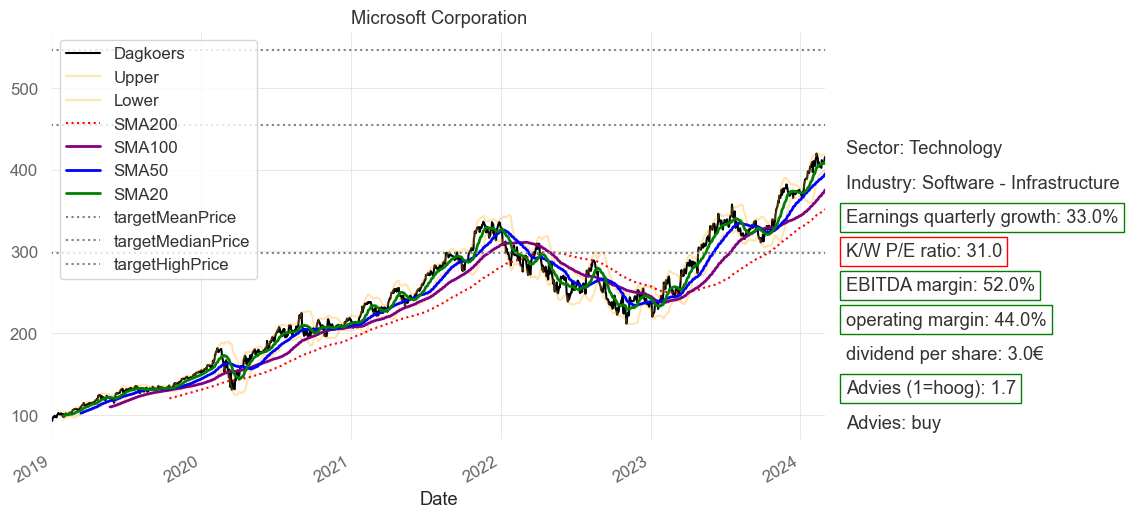 Microsoft Corporation
Dagkoers
Upper
Lower
SMA200
SMA100
SMA50
SMA20
targetMeanPrice
targetMedianPrice
targetHighPrice
500
400
300
200
100
2019
2020
2021
2022
2023
2024
Date
Sector: Technology
Industry: Software - Infrastructure
Earnings quarterly growth: 33.0%
K/W P/E ratio: 31.0
EBITDA margin: 52.0%
operating margin: 44.0%
dividend per share: 3.0€
Advies (1=hoog): 1.7
Advies: buy